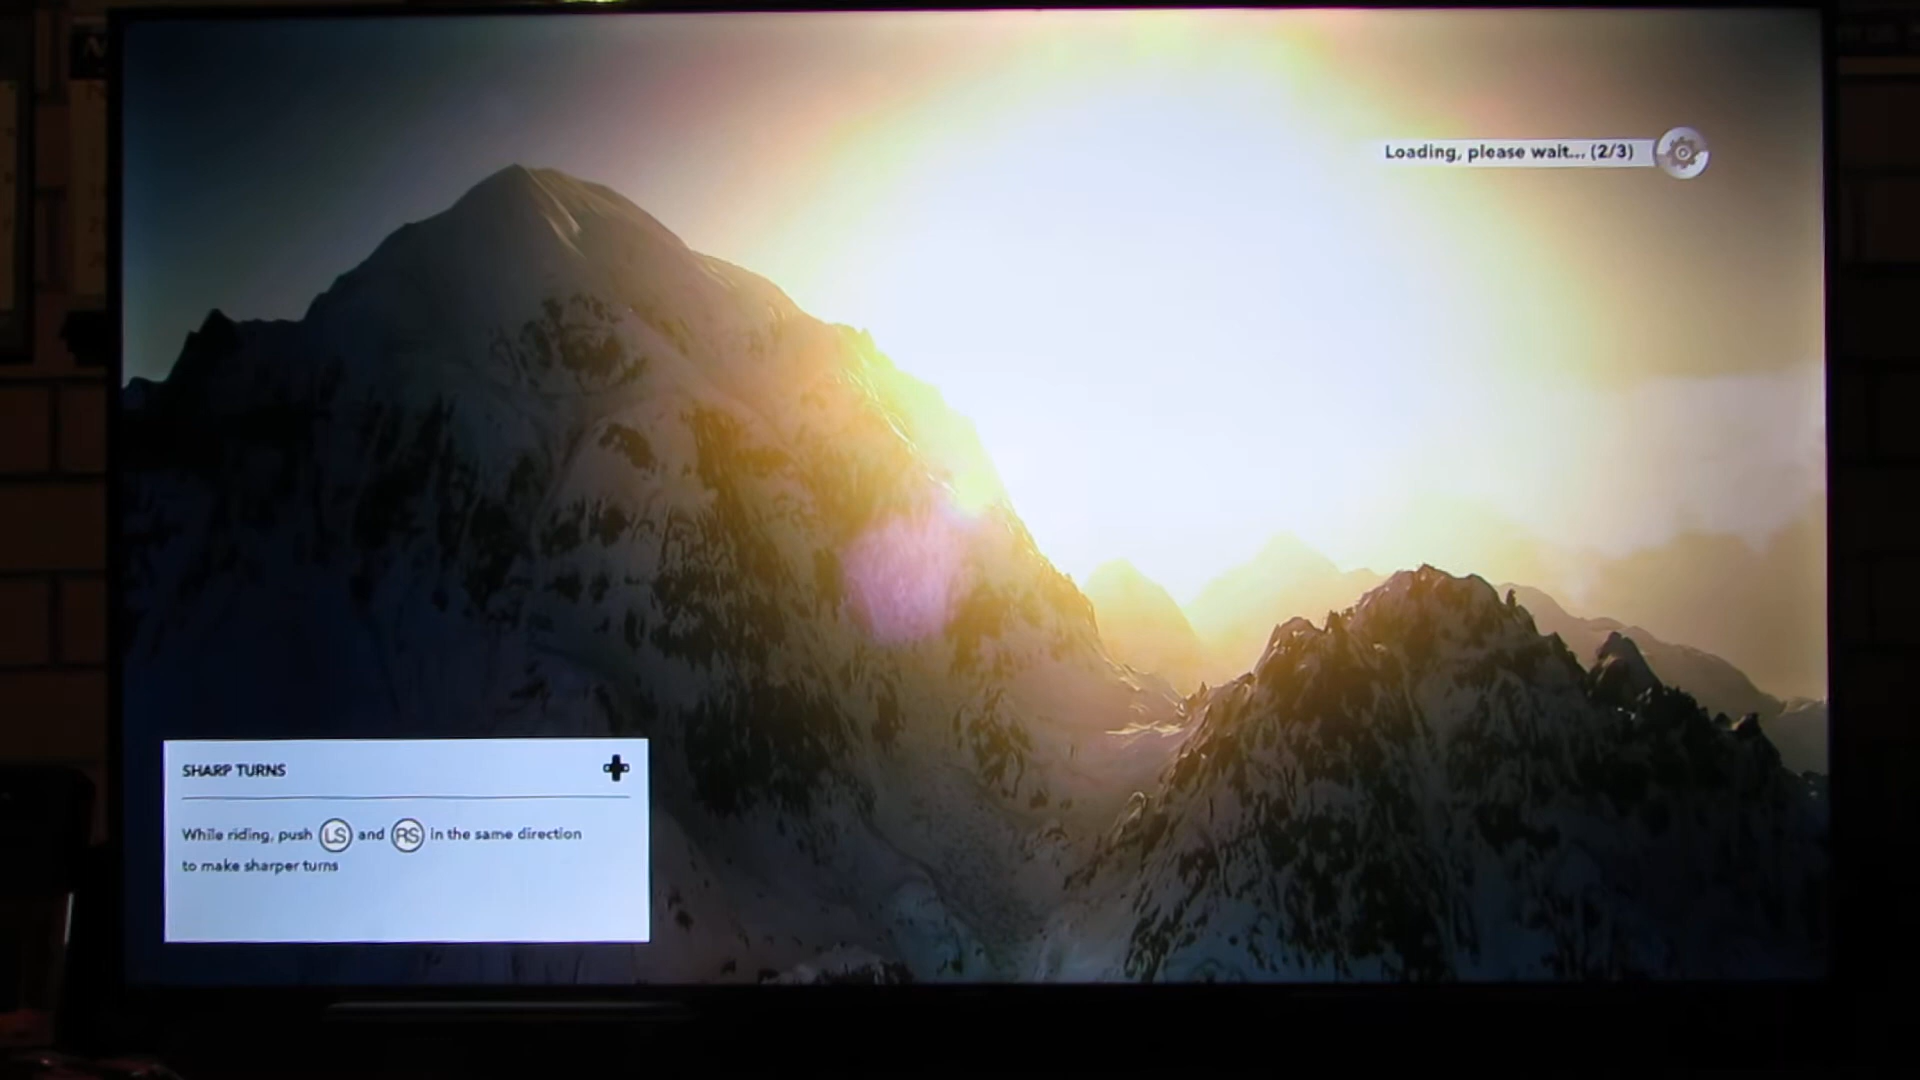 Loading, please wait... (2/3)
SHARP TURNS
While riding, push LS and RS in the same direction
to make sharper turns